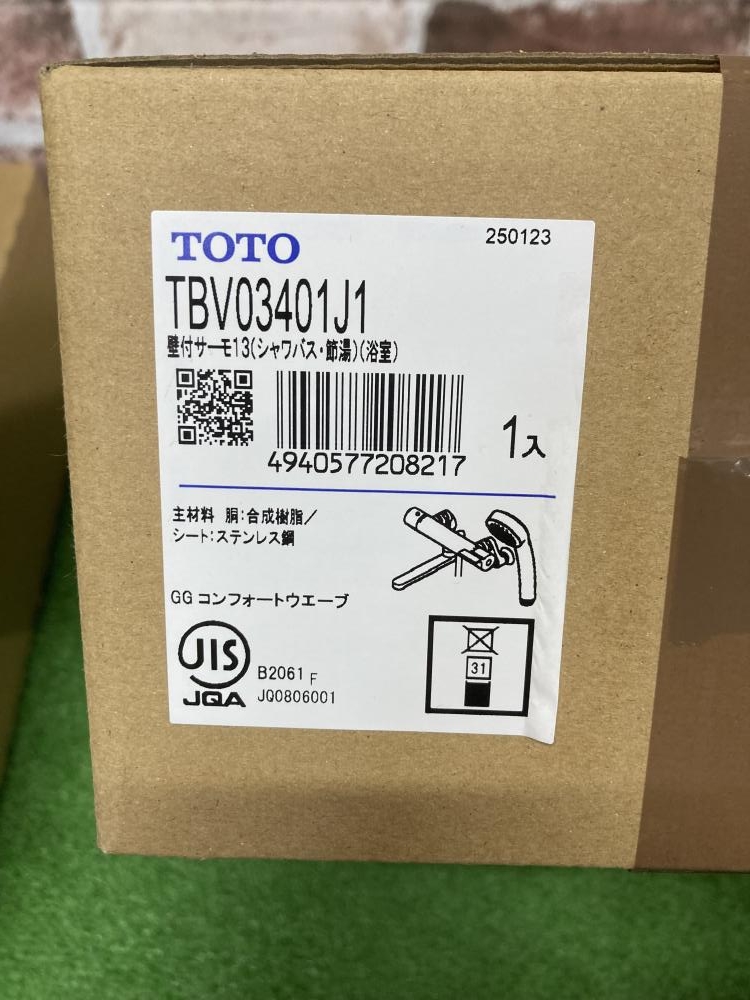 TOTO
250123
TBV03401J1
壁付サーモ13(シャワバス・節湯)(浴室)
4940577208217
1入
主材料 胴:合成樹脂/
シート:ステンレス鋼
GGコンフォートウエーブ
JIS
JQA
B2061 F
JQ0806001
31